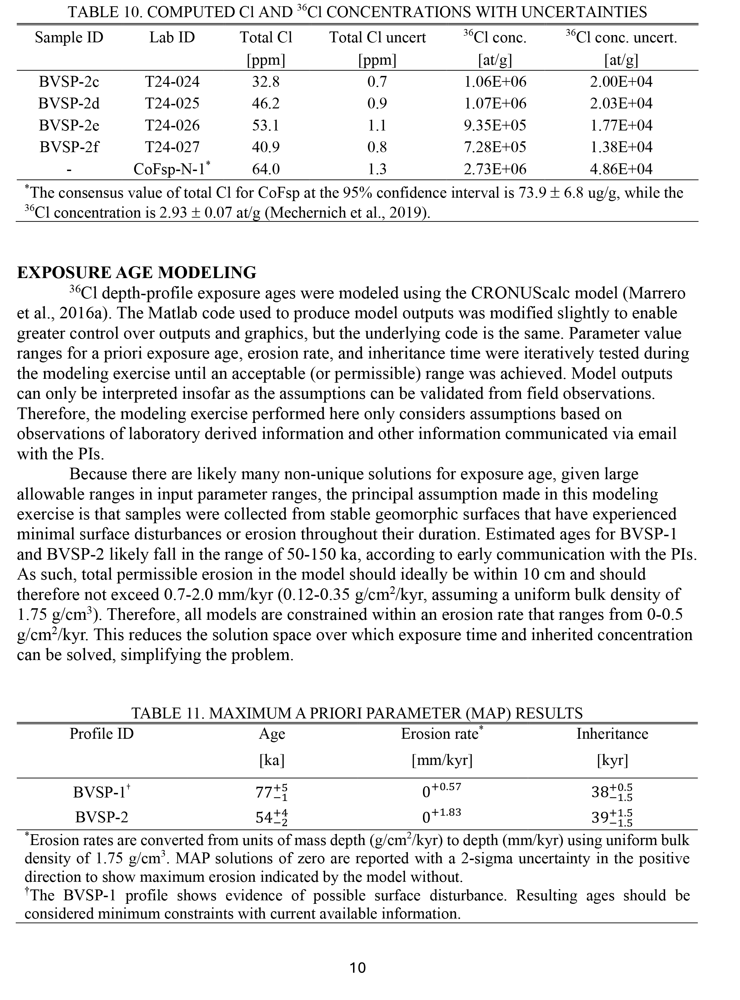 TABLE 10. COMPUTED Cl AND ³⁶Cl CONCENTRATIONS WITH UNCERTAINTIES
Sample ID Lab ID Total Cl Total Cl uncert ³⁶Cl conc. ³⁶Cl conc. uncert.
[ppm] [ppm] [at/g] [at/g]
BVSP-2c T24-024 32.8 0.7 1.06E+06 2.00E+04
BVSP-2d T24-025 46.2 0.9 1.07E+06 2.03E+04
BVSP-2e T24-026 53.1 1.1 9.35E+05 1.77E+04
BVSP-2f T24-027 40.9 0.8 7.28E+05 1.38E+04
- CoFsp-N-1* 64.0 1.3 2.73E+06 4.86E+04
*The consensus value of total Cl for CoFsp at the 95% confidence interval is 73.9 ± 6.8 ug/g, while the
³⁶Cl concentration is 2.93 ± 0.07 at/g (Mechernich et al., 2019).
EXPOSURE AGE MODELING
³⁶Cl depth-profile exposure ages were modeled using the CRONUScalc model (Marrero
et al., 2016a). The Matlab code used to produce model outputs was modified slightly to enable
greater control over outputs and graphics, but the underlying code is the same. Parameter value
ranges for a priori exposure age, erosion rate, and inheritance time were iteratively tested during
the modeling exercise until an acceptable (or permissible) range was achieved. Model outputs
can only be interpreted insofar as the assumptions can be validated from field observations.
Therefore, the modeling exercise performed here only considers assumptions based on
observations of laboratory derived information and other information communicated via email
with the PIs.
Because there are likely many non-unique solutions for exposure age, given large
allowable ranges in input parameter ranges, the principal assumption made in this modeling
exercise is that samples were collected from stable geomorphic surfaces that have experienced
minimal surface disturbances or erosion throughout their duration. Estimated ages for BVSP-1
and BVSP-2 likely fall in the range of 50-150 ka, according to early communication with the PIs.
As such, total permissible erosion in the model should ideally be within 10 cm and should
therefore not exceed 0.7-2.0 mm/kyr (0.12-0.35 g/cm²/kyr, assuming a uniform bulk density of
1.75 g/cm³). Therefore, all models are constrained within an erosion rate that ranges from 0-0.5
g/cm²/kyr. This reduces the solution space over which exposure time and inherited concentration
can be solved, simplifying the problem.
TABLE 11. MAXIMUM A PRIORI PARAMETER (MAP) RESULTS
Profile ID Age Erosion rate* Inheritance
[ka] [mm/kyr] [kyr]
BVSP-1† 77 +5 −1 0 +0.57 38 +0.5 −1.5
BVSP-2 54 +4 −2 0 +1.83 39 +1.5 −1.5
*Erosion rates are converted from units of mass depth (g/cm²/kyr) to depth (mm/kyr) using uniform bulk
density of 1.75 g/cm³. MAP solutions of zero are reported with a 2-sigma uncertainty in the positive
direction to show maximum erosion indicated by the model without.
†The BVSP-1 profile shows evidence of possible surface disturbance. Resulting ages should be
considered minimum constraints with current available information.
10